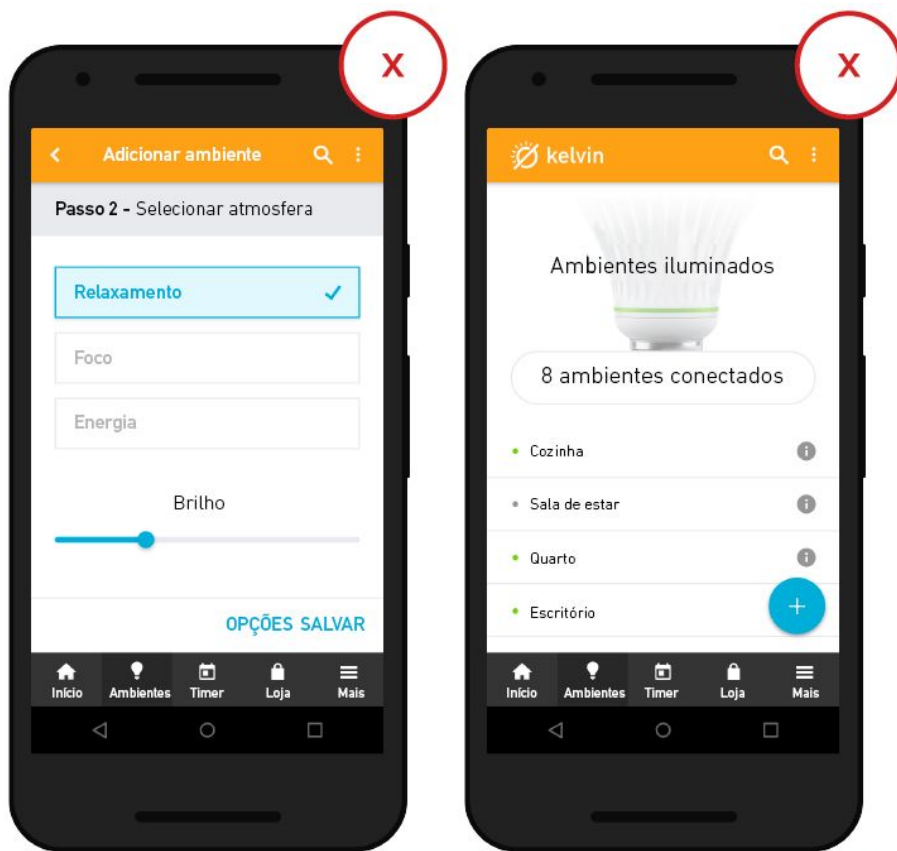 X
Adicionar ambiente
Passo 2 - Selecionar atmosfera
Relaxamento
Foco
Energia
Brilho
OPÇÕES SALVAR
Início Ambientes Timer Loja Mais
X
kelvin
Ambientes iluminados
8 ambientes conectados
Cozinha
Sala de estar
Quarto
Escritório
Início Ambientes Timer Loja Mais